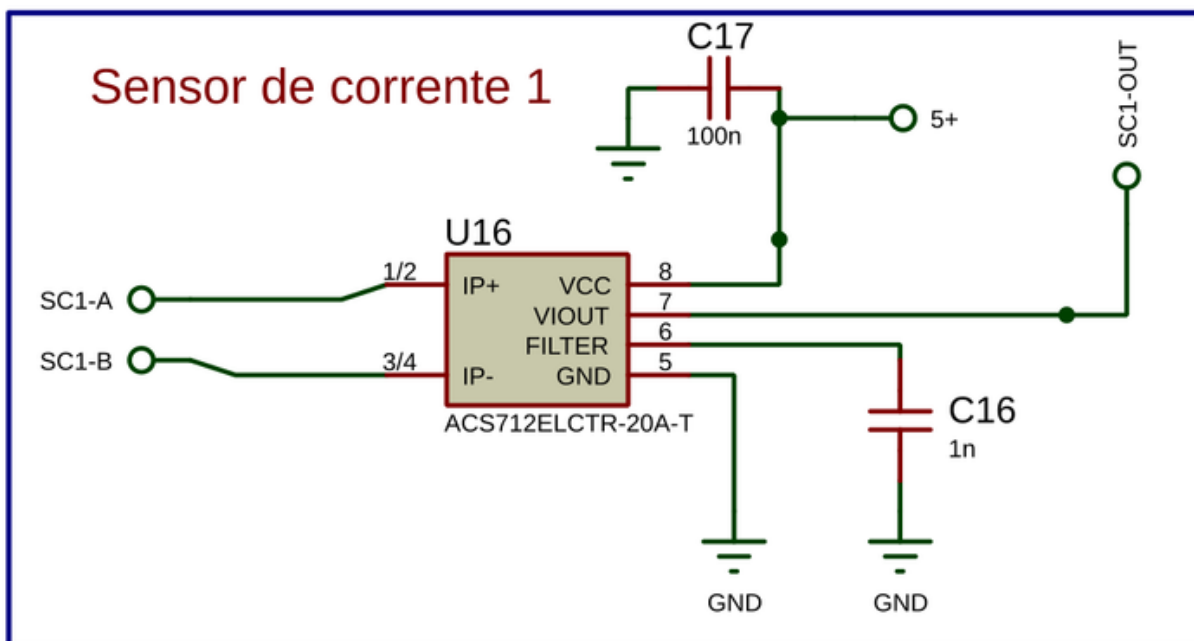 C17
SC1-OUT
Sensor de corrente 1
5+
100n
U16
1/2
IP+
VCC
8
SC1-A
VIOUT
7
FILTER
6
SC1-B
3/4
IP-
GND
5
ACS712ELCTR-20A-T
C16
1n
GND
GND